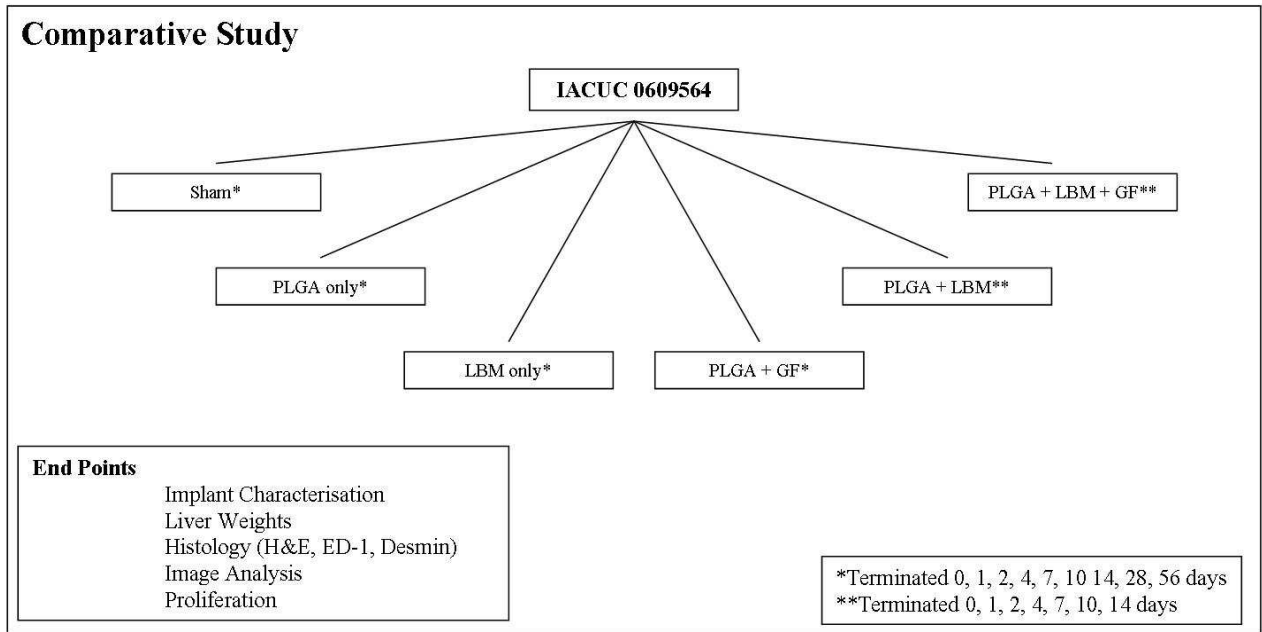 Comparative Study
IACUC 0609564
Sham*
PLGA + LBM + GF**
PLGA only*
PLGA + LBM**
LBM only*
PLGA + GF*
End Points
Implant Characterisation
Liver Weights
Histology (H&E, ED-1, Desmin)
Image Analysis
Proliferation
*Terminated 0, 1, 2, 4, 7, 10 14, 28, 56 days
**Terminated 0, 1, 2, 4, 7, 10, 14 days